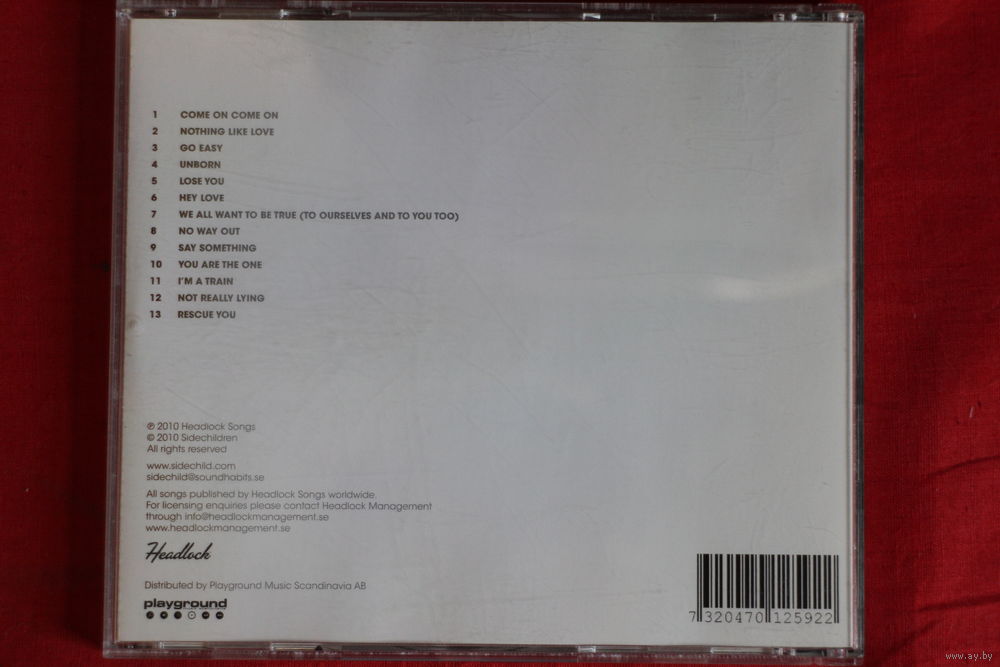 1 COME ON COME ON
2 NOTHING LIKE LOVE
3 GO EASY
4 UNBORN
5 LOSE YOU
6 HEY LOVE
7 WE ALL WANT TO BE TRUE (TO OURSELVES AND TO YOU TOO)
8 NO WAY OUT
9 SAY SOMETHING
10 YOU ARE THE ONE
11 I'M A TRAIN
12 NOT REALLY LYING
13 RESCUE YOU
℗ 2010 Headlock Songs
© 2010 Sidechildren
All rights reserved
www.sidechild.com
sidechild@soundhabits.se
All songs published by Headlock Songs worldwide.
For licensing enquiries please contact Headlock Management
through info@headlockmanagement.se
www.headlockmanagement.se
Headlock
Distributed by Playground Music Scandinavia AB
playground
7 320470 125922
www.ay.by